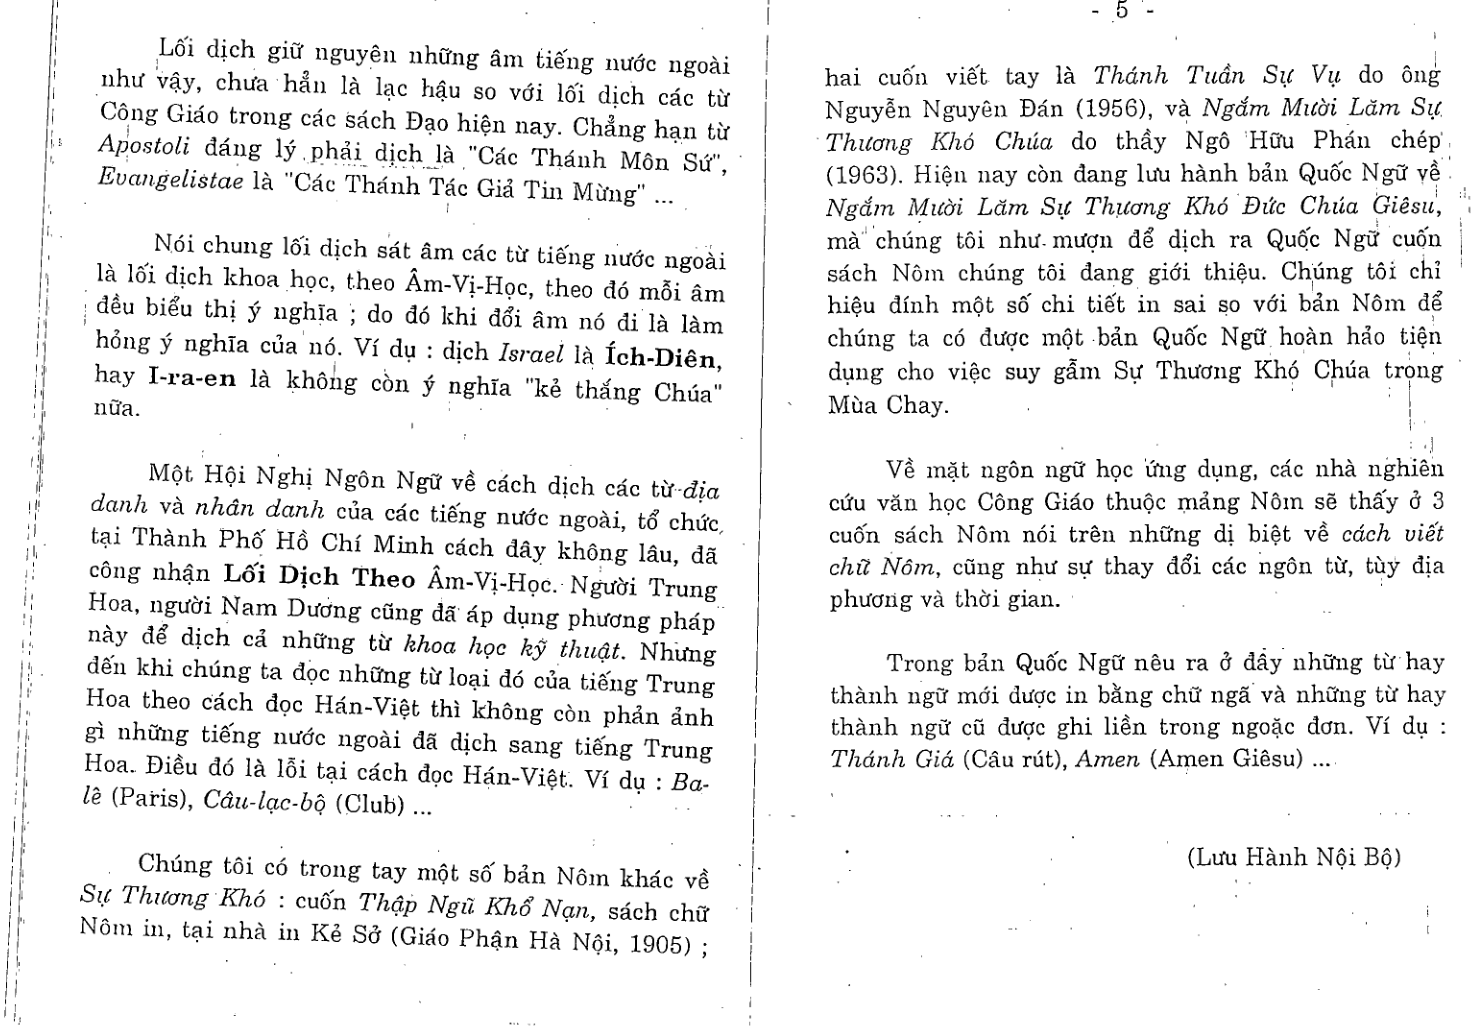 Lối dịch giữ nguyên những âm tiếng nước ngoài
như vậy, chưa hẳn là lạc hậu so với lối dịch các từ
Công Giáo trong các sách Đạo hiện nay. Chẳng hạn từ
Apostoli đáng lý phải dịch là "Các Thánh Môn Sứ",
Evangelistae là "Các Thánh Tác Giả Tin Mừng" ...
Nói chung lối dịch sát âm các từ tiếng nước ngoài
là lối dịch khoa học, theo Âm-Vị-Học, theo đó mỗi âm
đều biểu thị ý nghĩa ; do đó khi đổi âm nó đi là làm
hỏng ý nghĩa của nó. Ví dụ : dịch Israel là Ích-Diên,
hay I-ra-en là không còn ý nghĩa "kẻ thắng Chúa"
nữa.
Một Hội Nghị Ngôn Ngữ về cách dịch các từ địa
danh và nhân danh của các tiếng nước ngoài, tổ chức
tại Thành Phố Hồ Chí Minh cách đây không lâu, đã
công nhận Lối Dịch Theo Âm-Vị-Học. Người Trung
Hoa, người Nam Dương cũng đã áp dụng phương pháp
này để dịch cả những từ khoa học kỹ thuật. Nhưng
đến khi chúng ta đọc những từ loại đó của tiếng Trung
Hoa theo cách đọc Hán-Việt thì không còn phản ảnh
gì những tiếng nước ngoài đã dịch sang tiếng Trung
Hoa. Điều đó là lỗi tại cách đọc Hán-Việt. Ví dụ : Ba-
lê (Paris), Câu-lạc-bộ (Club) ...
Chúng tôi có trong tay một số bản Nôm khác về
Sự Thương Khó : cuốn Thập Ngũ Khổ Nạn, sách chữ
Nôm in, tại nhà in Kẻ Sở (Giáo Phận Hà Nội, 1905) ;
- 5 -
hai cuốn viết tay là Thánh Tuần Sự Vụ do ông
Nguyễn Nguyên Đán (1956), và Ngắm Mười Lăm Sự
Thương Khó Chúa do thầy Ngô Hữu Phán chép
(1963). Hiện nay còn đang lưu hành bản Quốc Ngữ về
Ngắm Mười Lăm Sự Thương Khó Đức Chúa Giêsu,
mà chúng tôi như mượn để dịch ra Quốc Ngữ cuốn
sách Nôm chúng tôi đang giới thiệu. Chúng tôi chỉ
hiệu đính một số chi tiết in sai so với bản Nôm để
chúng ta có được một bản Quốc Ngữ hoàn hảo tiện
dụng cho việc suy gẫm Sự Thương Khó Chúa trong
Mùa Chay.
Về mặt ngôn ngữ học ứng dụng, các nhà nghiên
cứu văn học Công Giáo thuộc mảng Nôm sẽ thấy ở 3
cuốn sách Nôm nói trên những dị biệt về cách viết
chữ Nôm, cũng như sự thay đổi các ngôn từ, tùy địa
phương và thời gian.
Trong bản Quốc Ngữ nêu ra ở đây những từ hay
thành ngữ mới được in bằng chữ ngã và những từ hay
thành ngữ cũ được ghi liền trong ngoặc đơn. Ví dụ :
Thánh Giá (Câu rút), Amen (Amen Giêsu) ...
(Lưu Hành Nội Bộ)